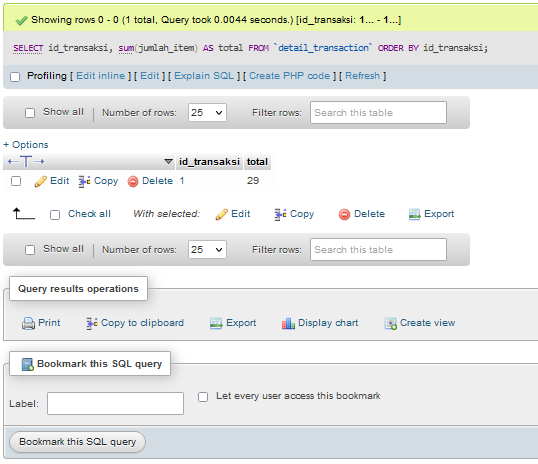 Showing rows 0 - 0 (1 total, Query took 0.0044 seconds.) [id_transaksi: 1... - 1...]
SELECT id_transaksi, sum(jumlah_item) AS total FROM `detail_transaction` ORDER BY id_transaksi;
Profiling [ Edit inline ] [ Edit ] [ Explain SQL ] [ Create PHP code ] [ Refresh ]
Show all | Number of rows: 25 Filter rows: Search this table
+ Options
←T→ id_transaksi total
Edit Copy Delete 1 29
Check all With selected: Edit Copy Delete Export
Show all | Number of rows: 25 Filter rows: Search this table
Query results operations
Print Copy to clipboard Export Display chart Create view
Bookmark this SQL query
Label: Let every user access this bookmark
Bookmark this SQL query